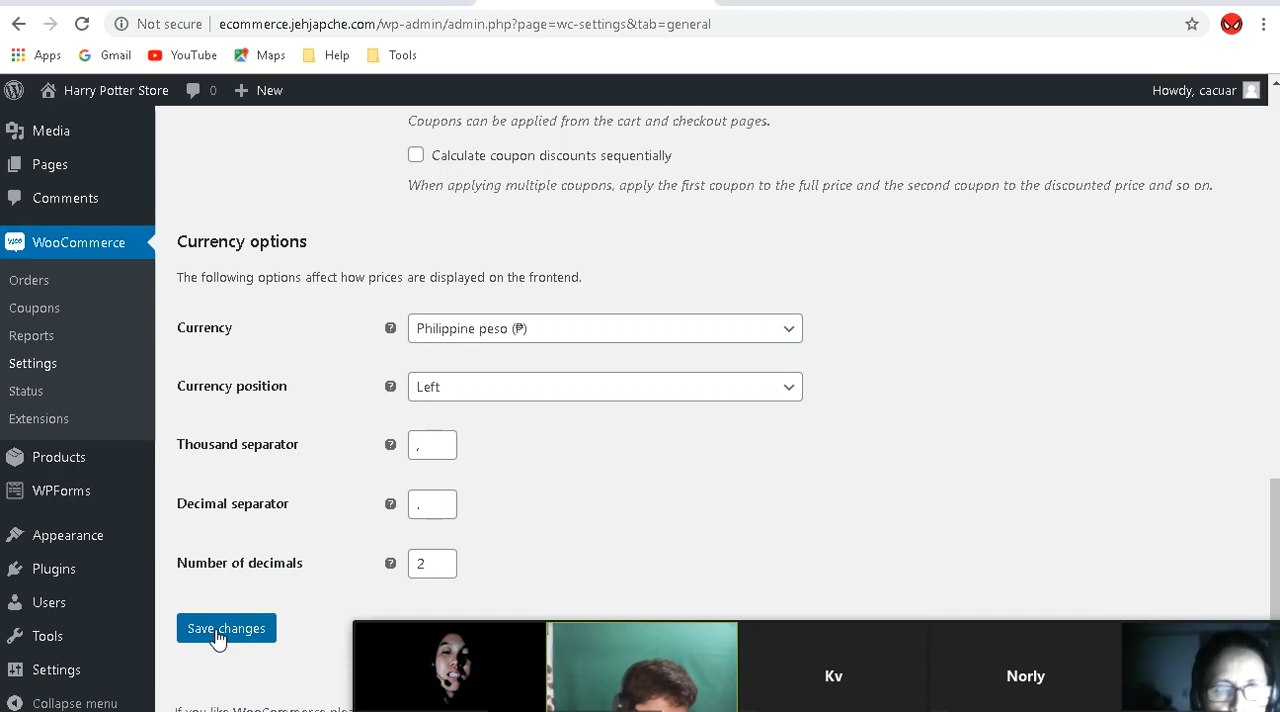 Not secure
ecommerce.jehjapche.com/wp-admin/admin.php?page=wc-settings&tab=general
Apps
Gmail
YouTube
Maps
Help
Tools
Harry Potter Store
0
New
Howdy, cacuar
Media
Pages
Comments
WooCommerce
Orders
Coupons
Reports
Settings
Status
Extensions
Products
WPForms
Appearance
Plugins
Users
Tools
Settings
Collapse menu
Coupons can be applied from the cart and checkout pages.
Calculate coupon discounts sequentially
When applying multiple coupons, apply the first coupon to the full price and the second coupon to the discounted price and so on.
Currency options
The following options affect how prices are displayed on the frontend.
Currency
Philippine peso (₱)
Currency position
Left
Thousand separator
,
Decimal separator
.
Number of decimals
2
Save changes
Kv
Norly
If you like WooCommerce